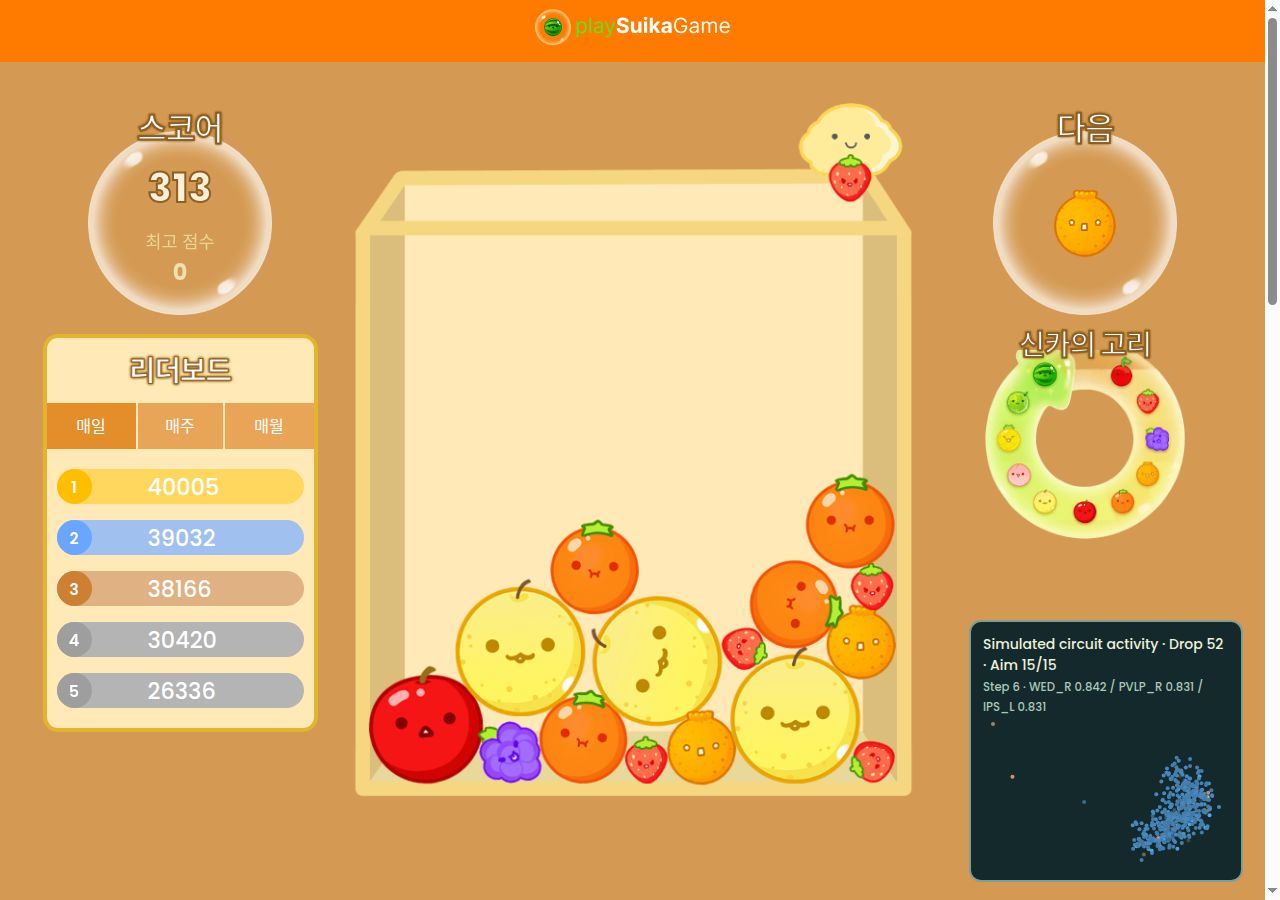 playSuikaGame
스코어
313
최고 점수
0
다음
신카의 고리
리더보드
매일 매주 매월
1 40005
2 39032
3 38166
4 30420
5 26336
Simulated circuit activity · Drop 52
· Aim 15/15
Step 6 · WED_R 0.842 / PVLP_R 0.831 /
IPS_L 0.831